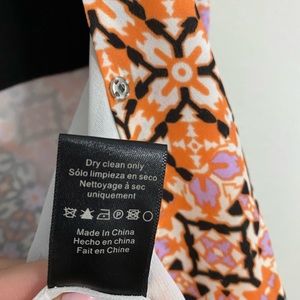 Dry clean only
Sólo limpieza en seco
Nettoyage à sec
uniquement
Made In China
Hecho en china
Fait en Chine